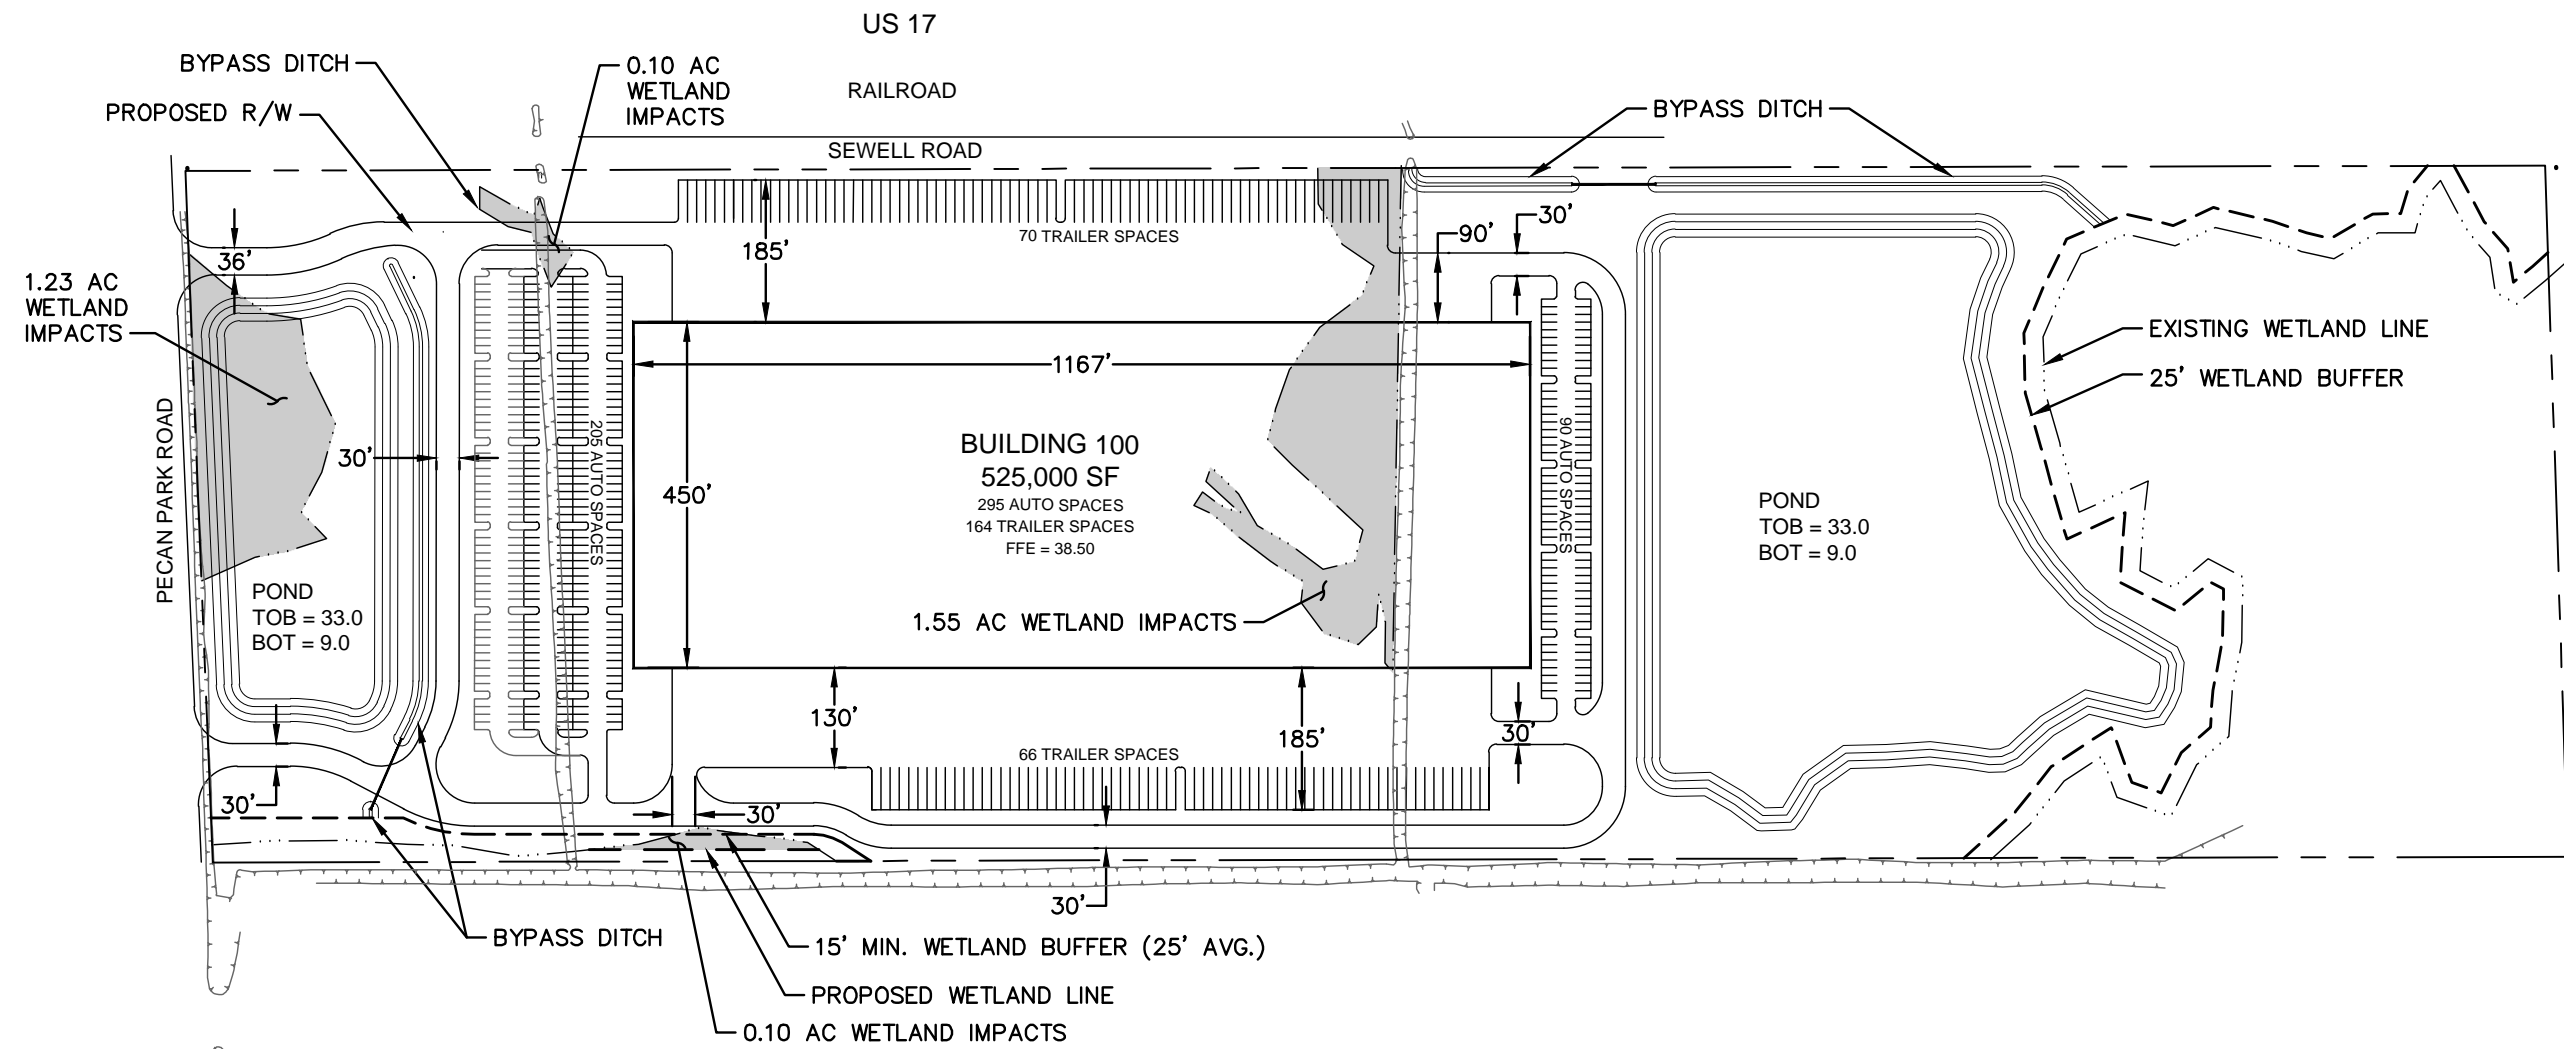 US 17
BYPASS DITCH
0.10 AC
WETLAND
IMPACTS
RAILROAD
PROPOSED R/W
BYPASS DITCH
SEWELL ROAD
185'
70 TRAILER SPACES
90'
30'
36'
1.23 AC
WETLAND
IMPACTS
EXISTING WETLAND LINE
25' WETLAND BUFFER
1167'
PECAN PARK ROAD
30'
205 AUTO SPACES
450'
BUILDING 100
525,000 SF
295 AUTO SPACES
164 TRAILER SPACES
FFE = 38.50
90 AUTO SPACES
POND
TOB = 33.0
BOT = 9.0
POND
TOB = 33.0
BOT = 9.0
1.55 AC WETLAND IMPACTS
130'
185'
30'
66 TRAILER SPACES
30'
30'
30'
BYPASS DITCH
15' MIN. WETLAND BUFFER (25' AVG.)
PROPOSED WETLAND LINE
0.10 AC WETLAND IMPACTS